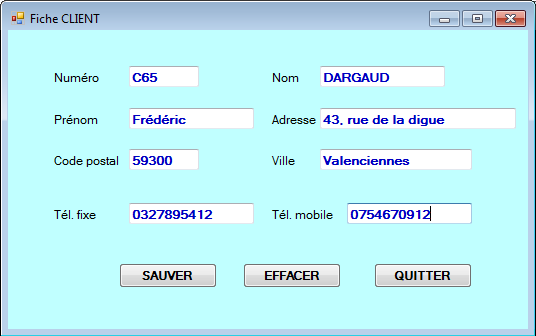 Fiche CLIENT
Numéro C65 Nom DARGAUD
Prénom Frédéric Adresse 43, rue de la digue
Code postal 59300 Ville Valenciennes
Tél. fixe 0327895412 Tél. mobile 0754670912
SAUVER EFFACER QUITTER